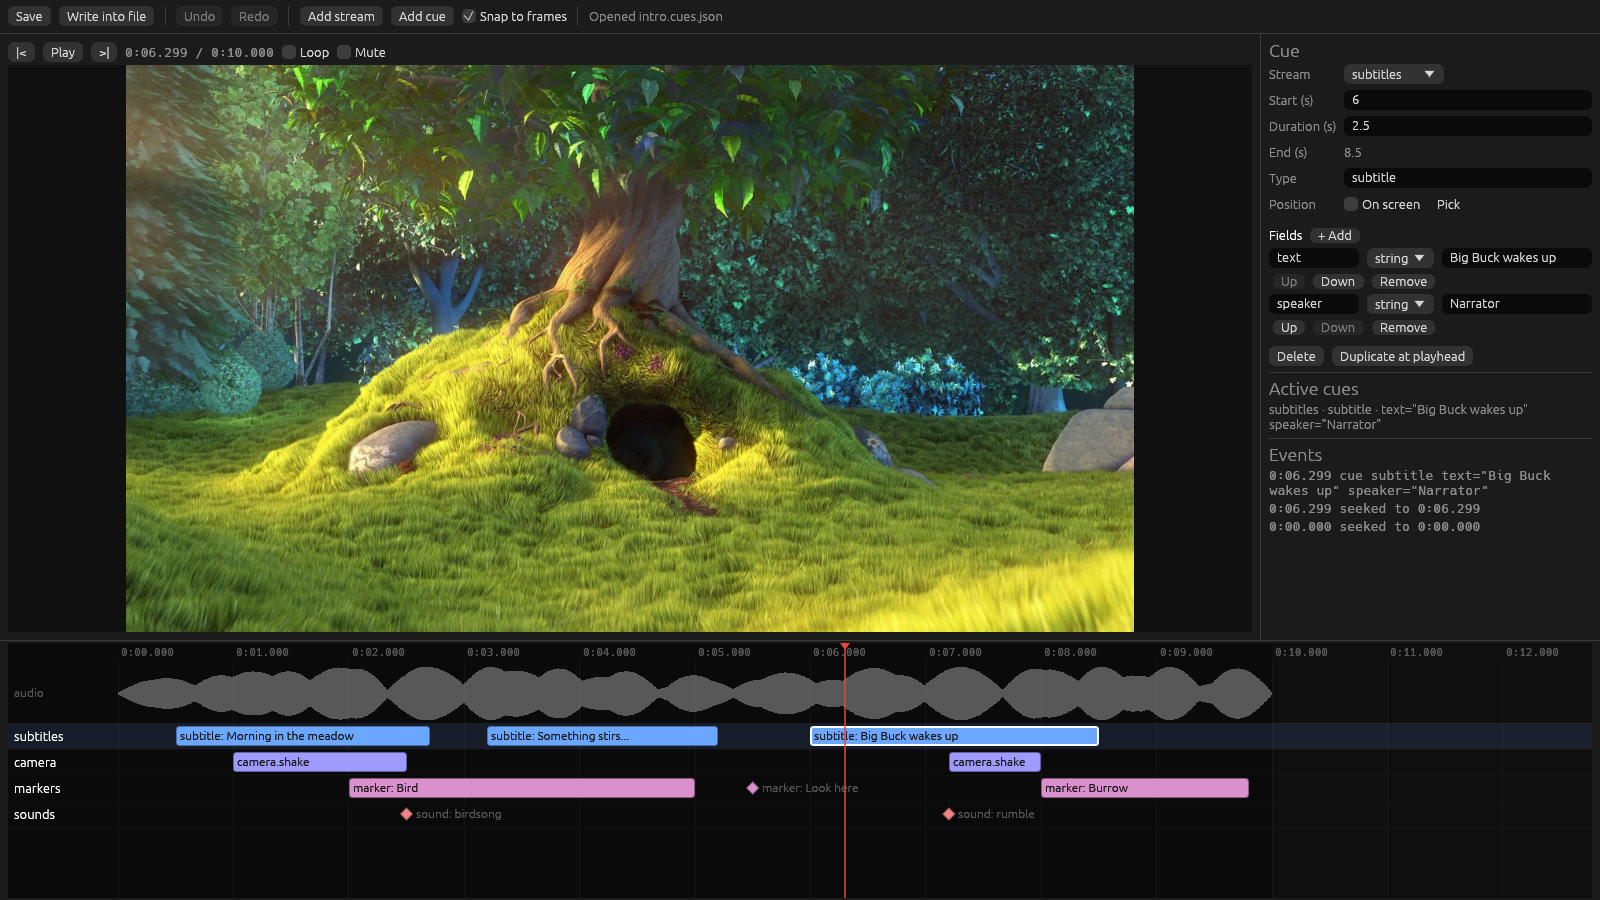 Save Write into file Undo Redo Add stream Add cue Snap to frames Opened intro.cues.json
|< Play >| 0:06.299 / 0:10.000 Loop Mute
Cue
Stream subtitles
Start (s) 6
Duration (s) 2.5
End (s) 8.5
Type subtitle
Position On screen Pick
Fields + Add
text string Big Buck wakes up
Up Down Remove
speaker string Narrator
Up Down Remove
Delete Duplicate at playhead
Active cues
subtitles · subtitle · text="Big Buck wakes up"
speaker="Narrator"
Events
0:06.299 cue subtitle text="Big Buck
wakes up" speaker="Narrator"
0:06.299 seeked to 0:06.299
0:00.000 seeked to 0:00.000
0:00.000 0:01.000 0:02.000 0:03.000 0:04.000 0:05.000 0:06.000 0:07.000 0:08.000 0:09.000 0:10.000 0:11.000 0:12.000
audio
subtitles subtitle: Morning in the meadow subtitle: Something stirs... subtitle: Big Buck wakes up
camera camera.shake camera.shake
markers marker: Bird marker: Look here marker: Burrow
sounds sound: birdsong sound: rumble